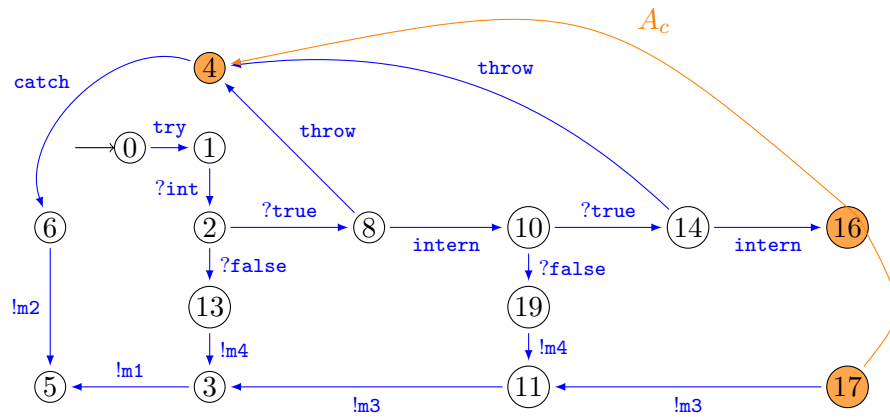 A_c
4
throw
catch
try
throw
0
1
?int
?true
?true
6
2
8
10
14
16
intern
intern
?false
?false
!m2
13
19
!m4
!m4
!m1
5
3
11
17
!m3
!m3